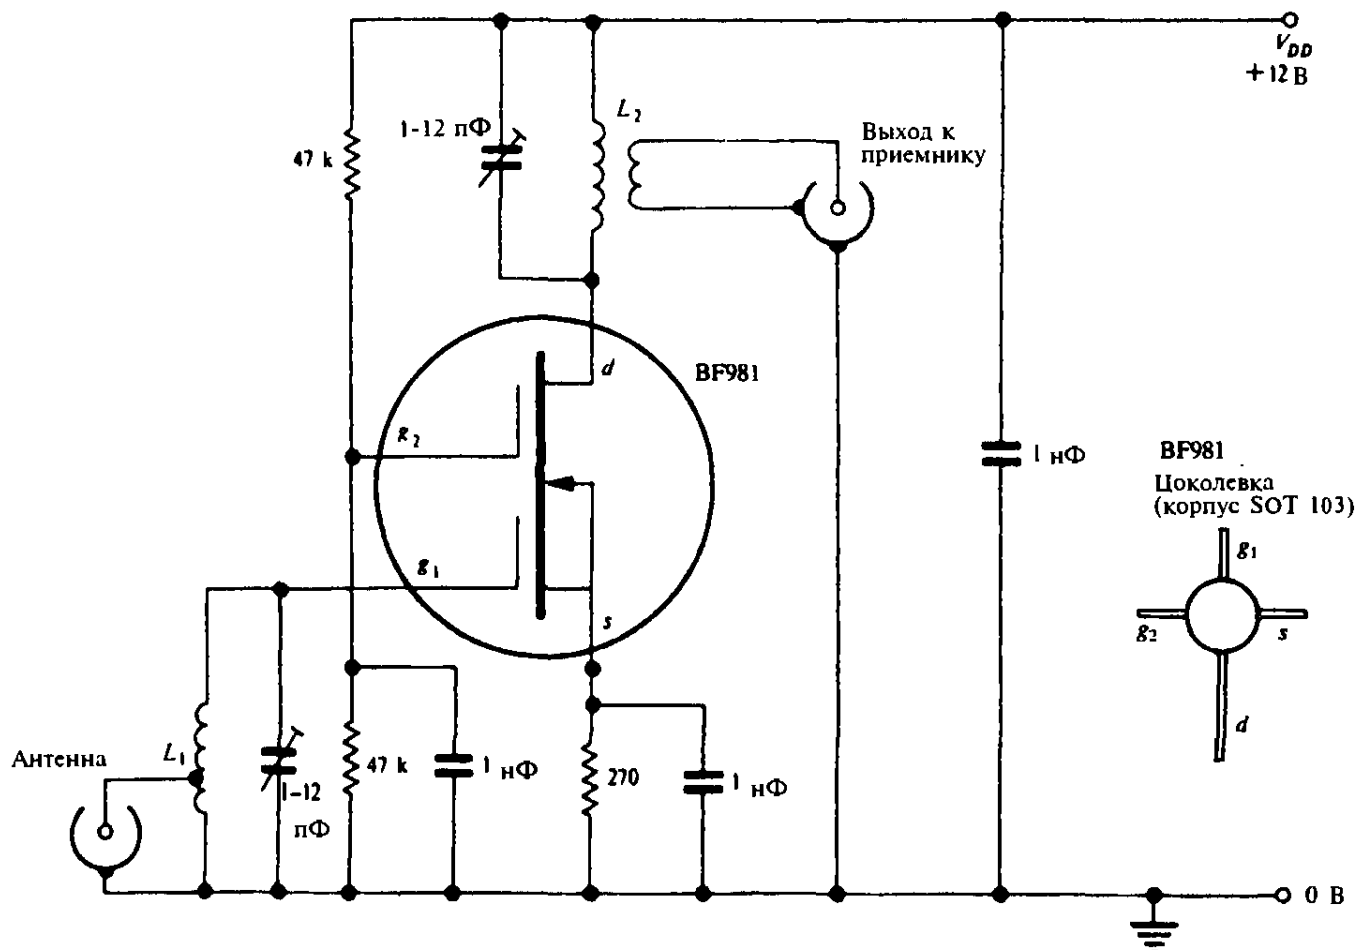 V_DD
+12 В
1-12 пФ
L₂
47 k
Выход к
приемнику
d
BF981
g₂
1 нФ
BF981
Цоколевка
(корпус SOT 103)
g₁
g₁
g₂
s
s
d
Антенна
L₁
1-12
пФ
47 k
1 нФ
270
1 нФ
0 В